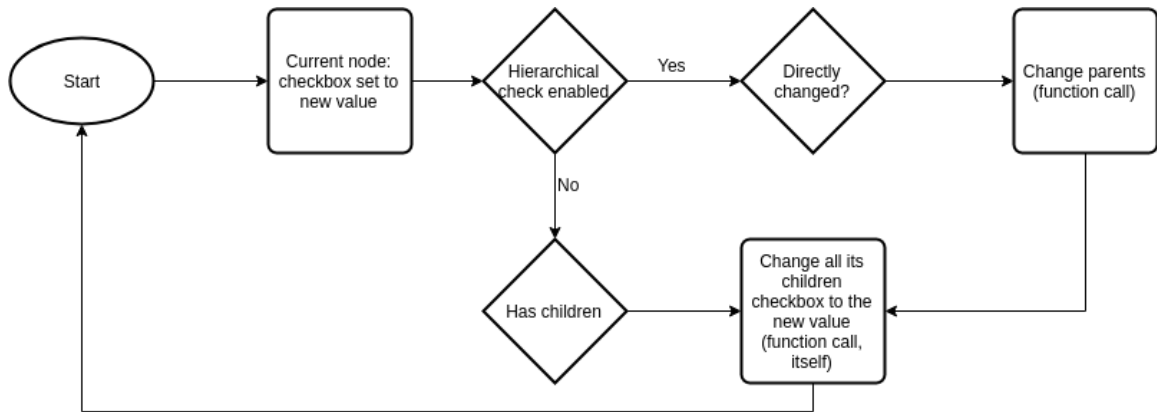 Start
Current node:
checkbox set to
new value
Hierarchical
check enabled
Yes
Directly
changed?
Change parents
(function call)
No
Has children
Change all its
children
checkbox to the
new value
(function call,
itself)